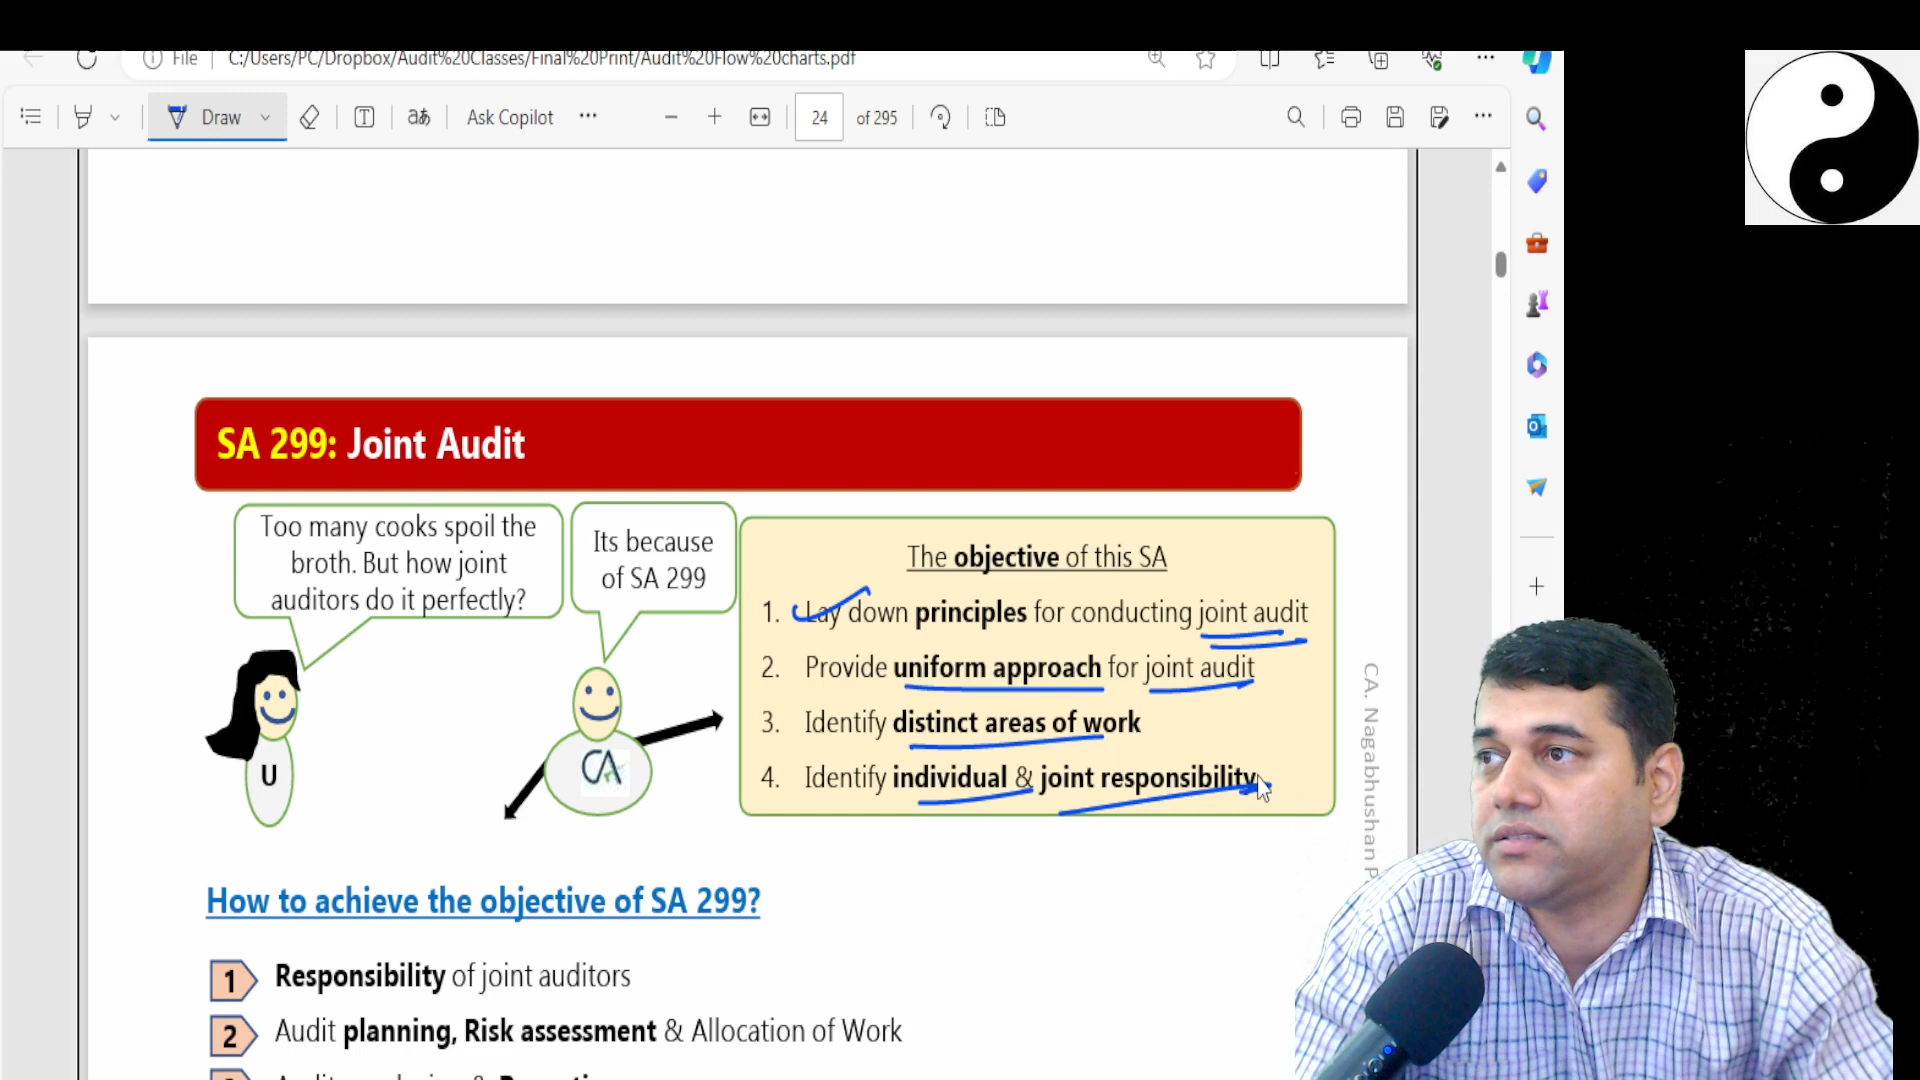 File
C:/Users/PC/Dropbox/Audit%20Classes/Final%20Print/Audit%20Flow%20charts.pdf
Draw
T
aあ
Ask Copilot
24
of 295
SA 299: Joint Audit
Too many cooks spoil the
broth. But how joint
auditors do it perfectly?
Its because
of SA 299
The objective of this SA
1. Lay down principles for conducting joint audit
2. Provide uniform approach for joint audit
3. Identify distinct areas of work
4. Identify individual & joint responsibility
U
CA
CA. Nagabhushan P
How to achieve the objective of SA 299?
1 Responsibility of joint auditors
2 Audit planning, Risk assessment & Allocation of Work